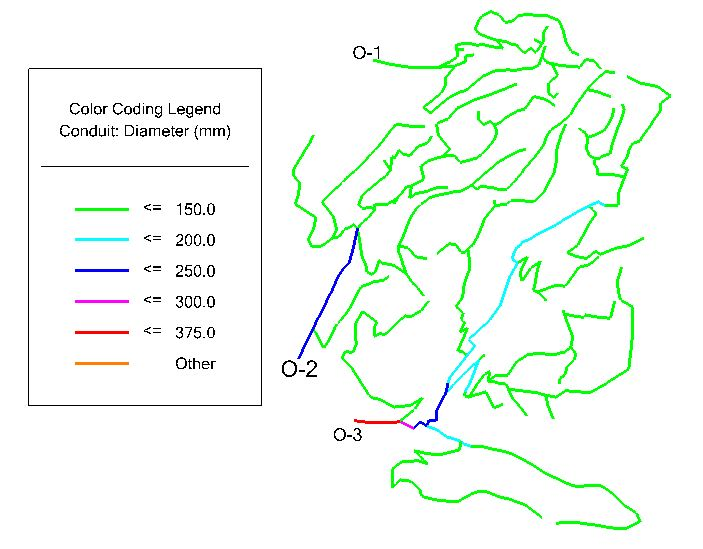 O-1
Color Coding Legend
Conduit: Diameter (mm)
<= 150.0
<= 200.0
<= 250.0
<= 300.0
<= 375.0
Other
O-2
O-3